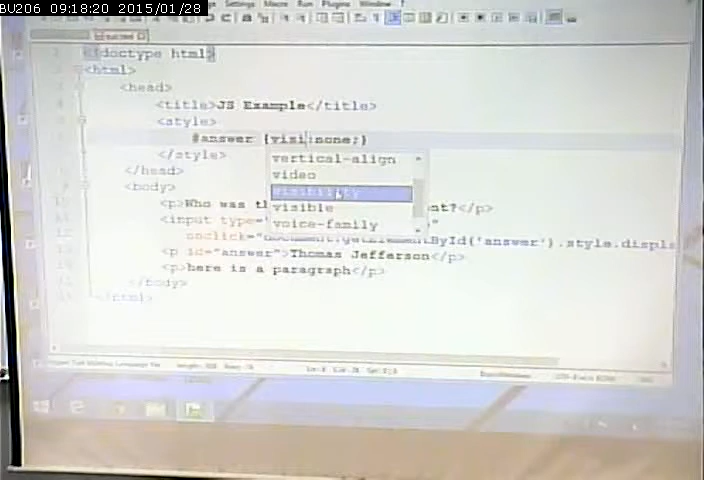 BU206 09:18:20 2015/01/28
Settings Macro Run Plugins Window ?
<!doctype html>
<html>
<head>
<title>JS Example</title>
<style>
#answer {visi:none;}
</style>
</head>
<body>
<p>Who was th nt?</p>
<input type="
onclick="document.getElementById('answer').style.displa
<p id="answer">Thomas Jefferson</p>
<p>here is a paragraph</p>
</body>
</html>
vertical-align
video
visibility
visible
voice-family